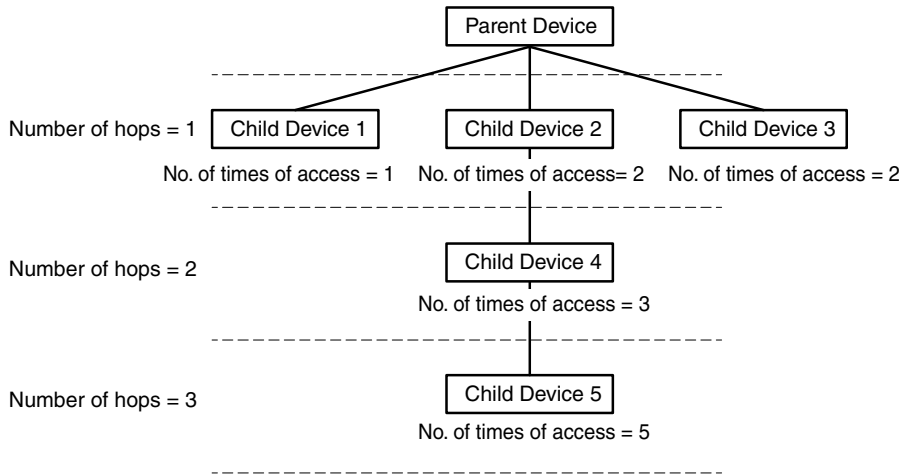 Parent Device
Number of hops = 1
Child Device 1
Child Device 2
Child Device 3
No. of times of access = 1
No. of times of access= 2
No. of times of access = 2
Number of hops = 2
Child Device 4
No. of times of access = 3
Number of hops = 3
Child Device 5
No. of times of access = 5